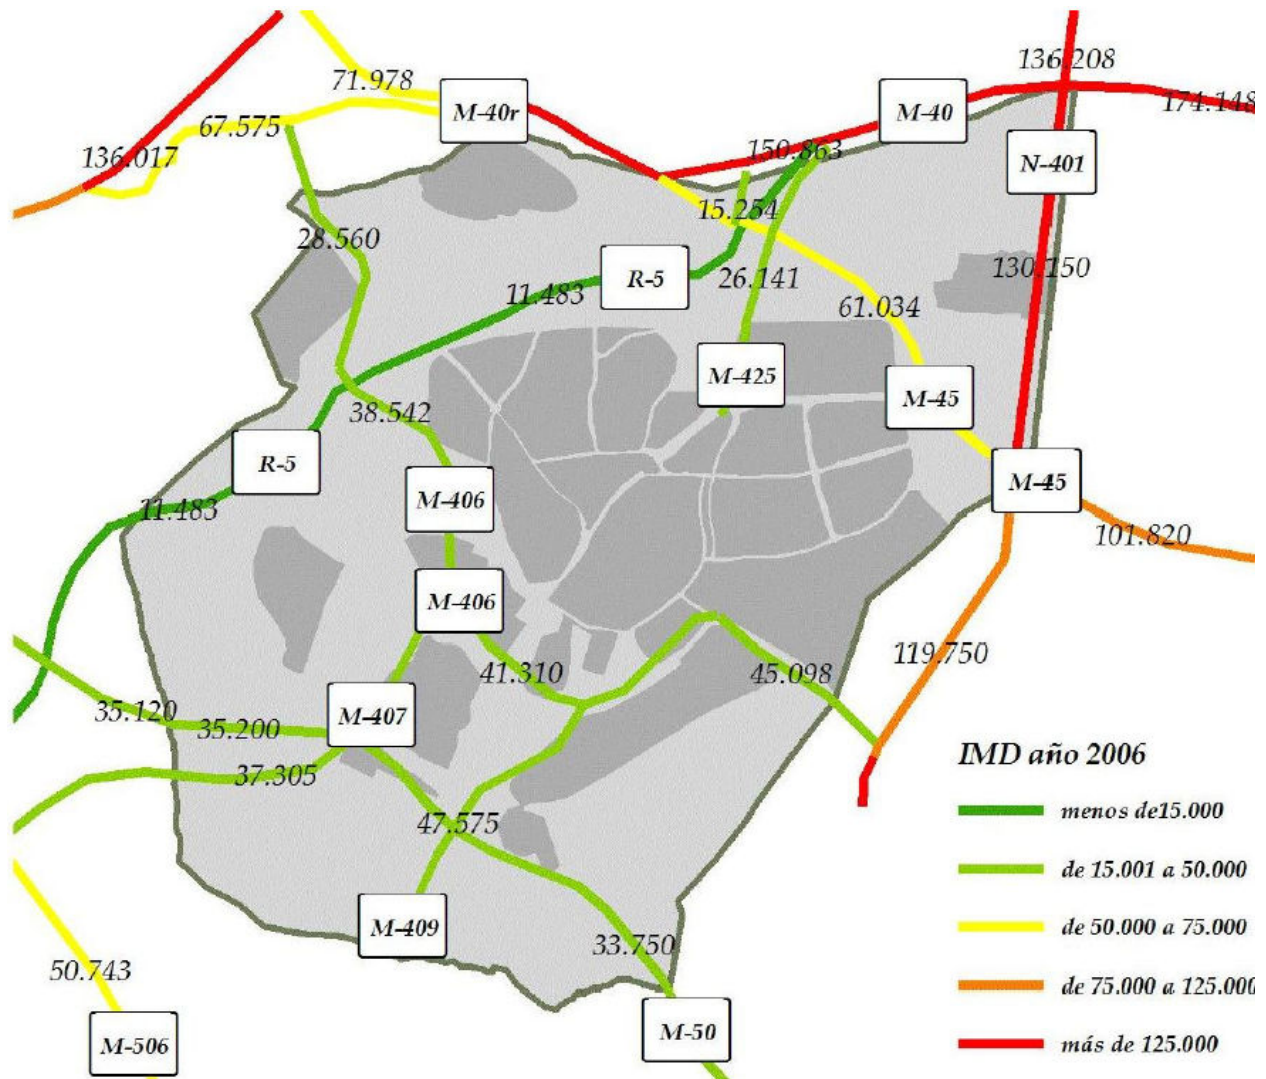 136.208
71.978
M-40r
M-40
174.148
67.575
136.017
150.863
N-401
15.254
28.560
R-5
26.141
130.150
11.483
61.034
M-425
M-45
38.542
R-5
M-406
M-45
11.483
101.820
M-406
41.310
45.098
119.750
35.120
35.200
M-407
37.305
IMD año 2006
menos de15.000
47.575
de 15.001 a 50.000
M-409
de 50.000 a 75.000
33.750
50.743
de 75.000 a 125.000
M-506
M-50
más de 125.000